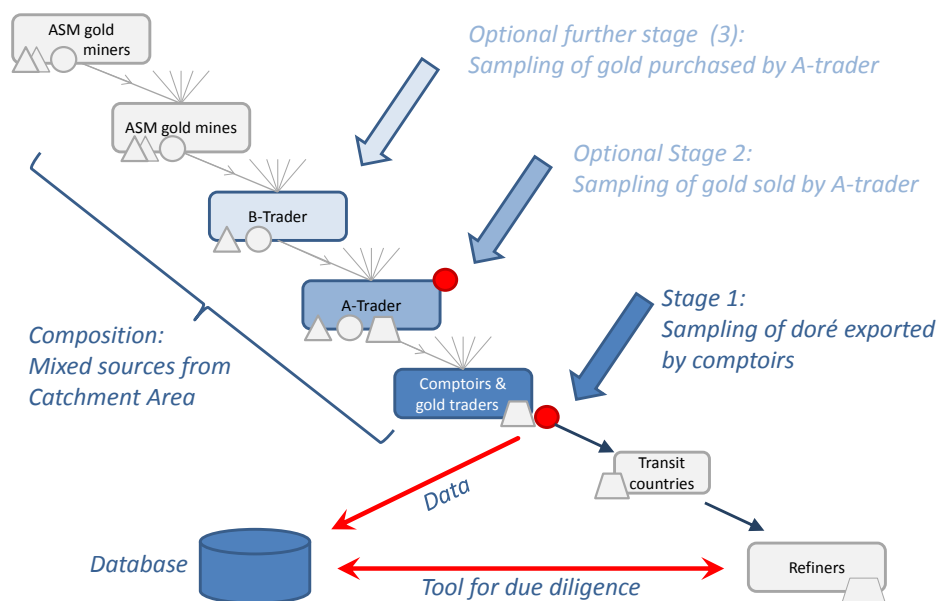 ASM gold
miners
Optional further stage (3):
Sampling of gold purchased by A-trader
ASM gold mines
Optional Stage 2:
Sampling of gold sold by A-trader
B-Trader
A-Trader
Stage 1:
Sampling of doré exported
by comptoirs
Composition:
Mixed sources from
Catchment Area
Comptoirs &
gold traders
Transit
countries
Data
Database
Tool for due diligence
Refiners